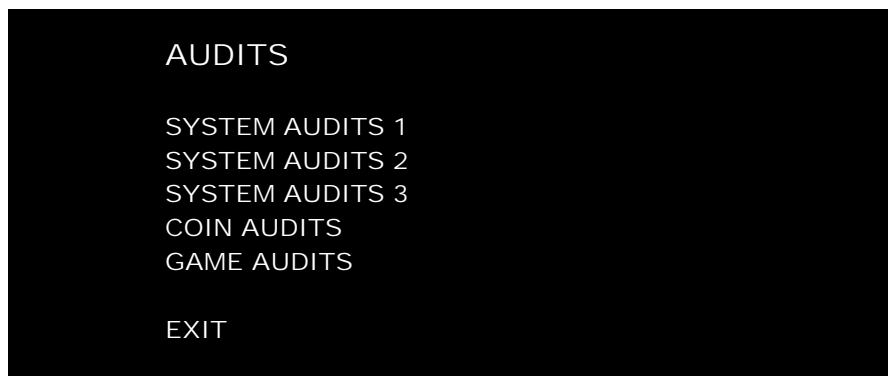 AUDITS
SYSTEM AUDITS 1
SYSTEM AUDITS 2
SYSTEM AUDITS 3
COIN AUDITS
GAME AUDITS
EXIT